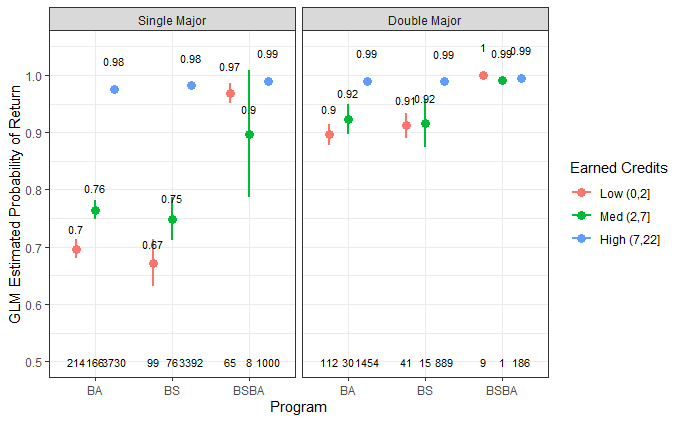 Single Major
Double Major
GLM Estimated Probability of Return
1.0
0.9
0.8
0.7
0.6
0.5
0.7
0.76
0.98
0.67
0.75
0.98
0.97
0.9
0.99
0.9
0.92
0.99
0.91
0.92
0.99
1
0.99
0.99
214 166 3730
99 76 3392
65 8 1000
112 30 1454
41 15 889
9 1 186
BA BS BSBA
BA BS BSBA
Program
Earned Credits
Low (0,2]
Med (2,7]
High (7,22]